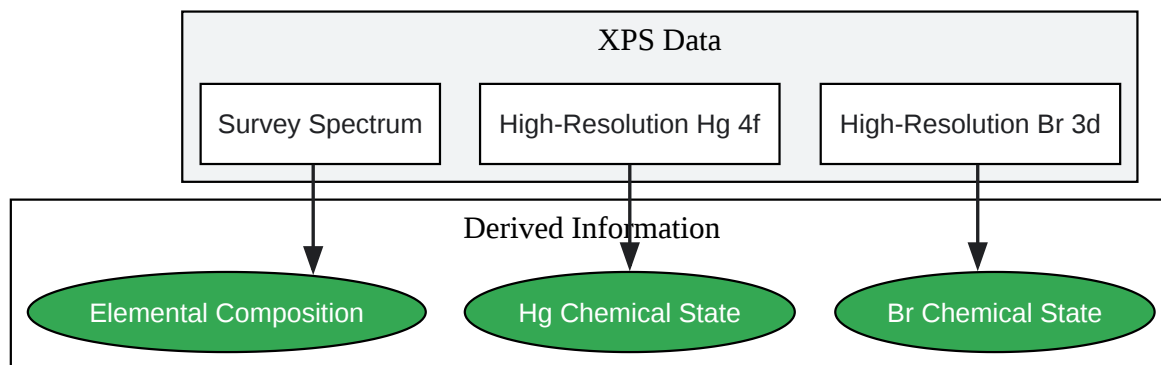 XPS Data
Survey Spectrum
High-Resolution Hg 4f
High-Resolution Br 3d
Derived Information
Elemental Composition
Hg Chemical State
Br Chemical State